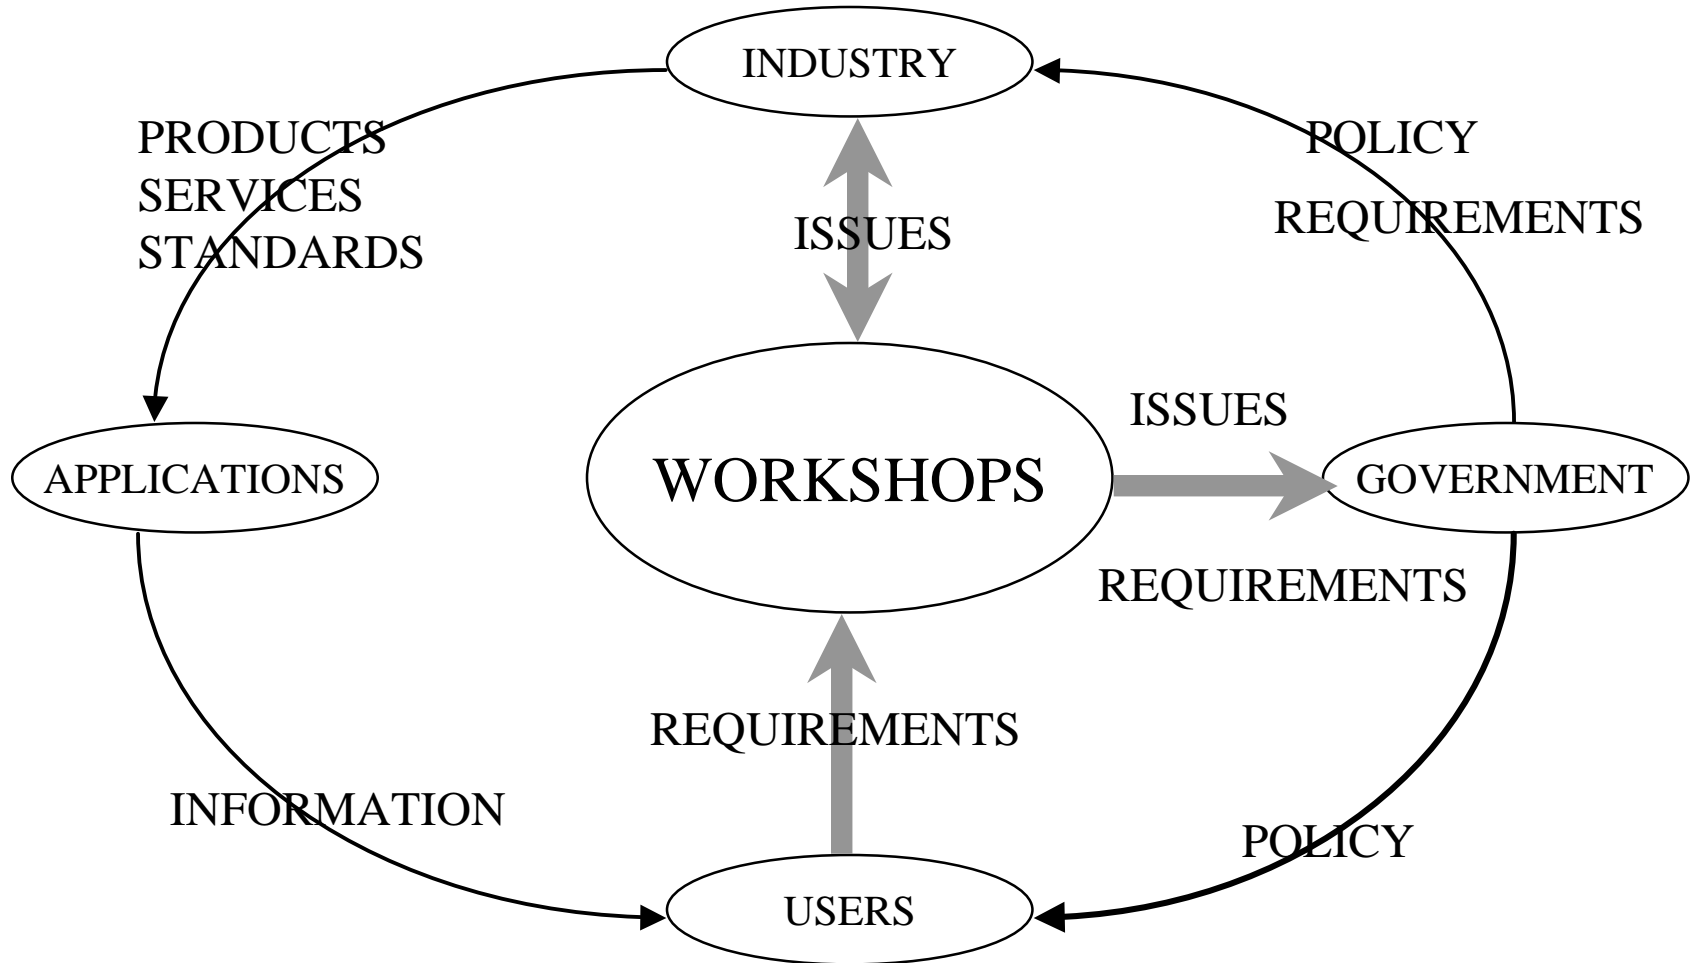 INDUSTRY
PRODUCTS
SERVICES
STANDARDS
POLICY
REQUIREMENTS
ISSUES
ISSUES
APPLICATIONS
WORKSHOPS
GOVERNMENT
REQUIREMENTS
REQUIREMENTS
INFORMATION
POLICY
USERS